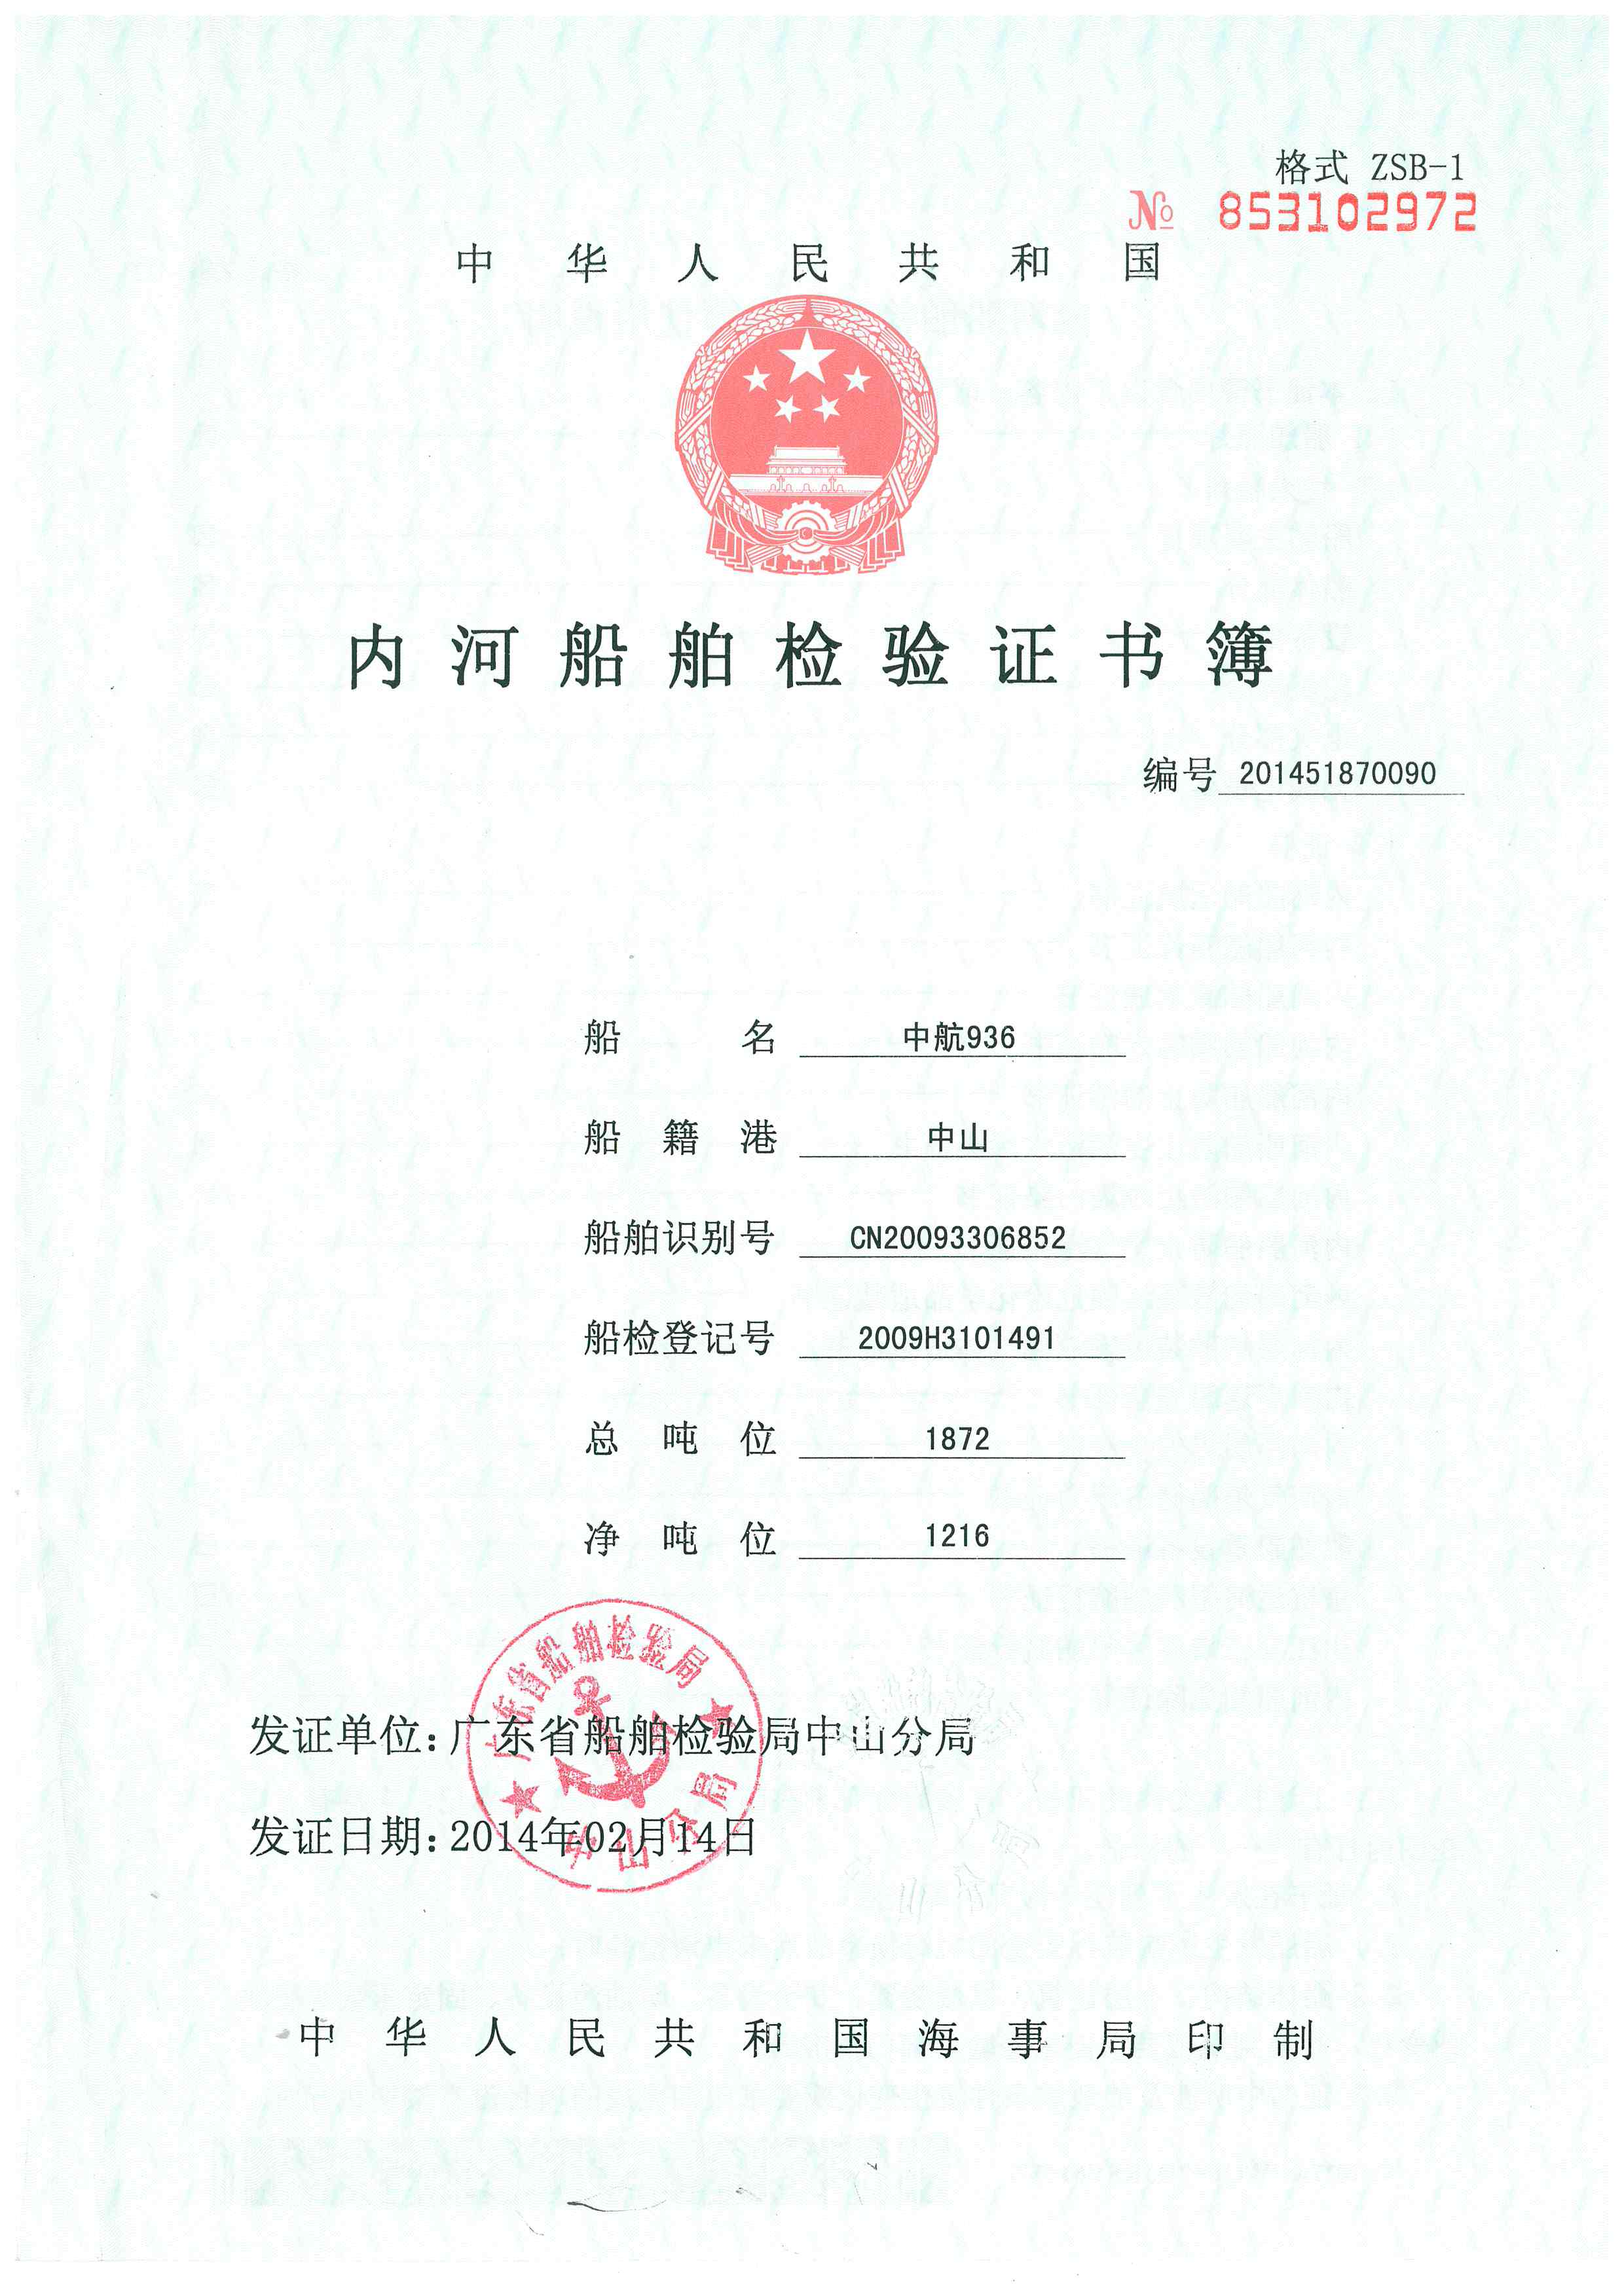 格式 ZSB-1
№ 853102972
中华人民共和国
内河船舶检验证书簿
编号 201451870090
船名 中航936
船籍港 中山
船舶识别号 CN20093306852
船检登记号 2009H3101491
总吨位 1872
净吨位 1216
广东省船舶检验局
发证单位:广东省船舶检验局中山分局
发证日期:2014年02月14日
中山分局
中华人民共和国海事局印制